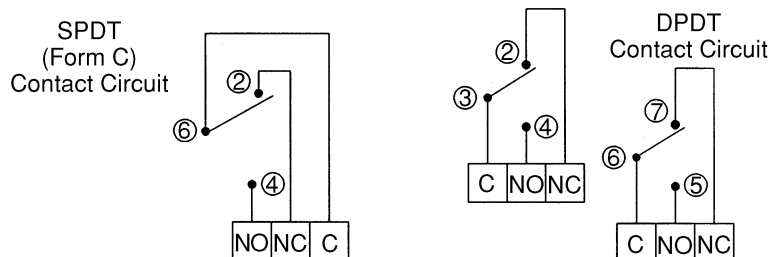 SPDT
(Form C)
Contact Circuit
②
⑥
④
NO NC C
②
③
④
C NO NC
DPDT
Contact Circuit
⑦
⑥
⑤
C NO NC